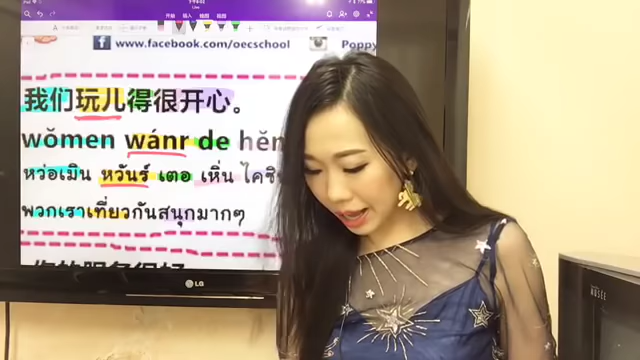 www.facebook.com/oecschool
Poppy
我们玩儿得很开心。
wǒmen wánr de hěn
หว่อเมิน หวันร์ เตอ เหิ่น ไคซิน
พวกเราเที่ยวกันสนุกมากๆ
LG